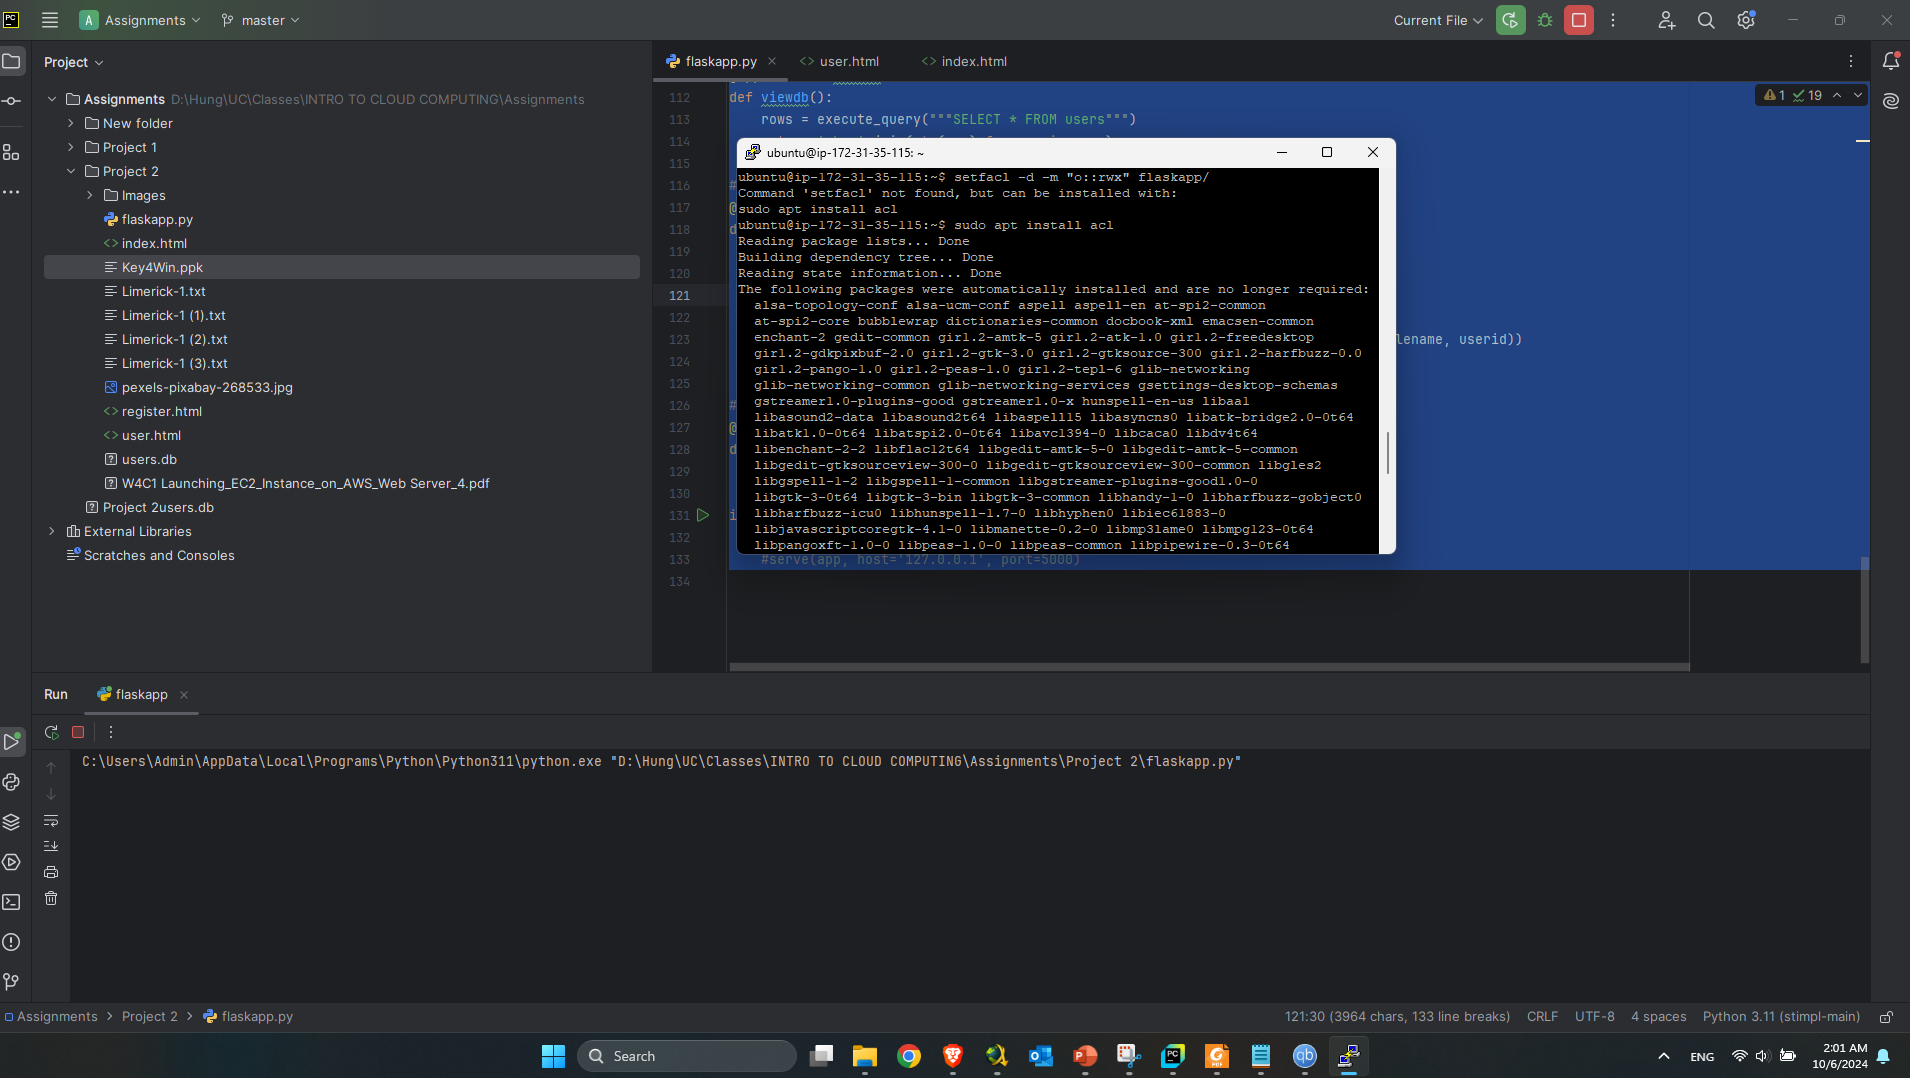 PC
A Assignments
master
Current File
Project
flaskapp.py
user.html
index.html
Assignments D:\Hung\UC\Classes\INTRO TO CLOUD COMPUTING\Assignments
New folder
Project 1
Project 2
Images
flaskapp.py
index.html
Key4Win.ppk
Limerick-1.txt
Limerick-1 (1).txt
Limerick-1 (2).txt
Limerick-1 (3).txt
pexels-pixabay-268533.jpg
register.html
user.html
users.db
W4C1 Launching_EC2_Instance_on_AWS_Web Server_4.pdf
Project 2users.db
External Libraries
Scratches and Consoles
1 19
112 def viewdb():
113 rows = execute_query("""SELECT * FROM users""")
114
115
116 #
117 @
118 d
119
120
121
122
123 lename, userid))
124
125
126 #
127 @
128 d
129
130
131 i
132
133 #serve(app, host='127.0.0.1', port=5000)
134
ubuntu@ip-172-31-35-115: ~
ubuntu@ip-172-31-35-115:~$ setfacl -d -m "o::rwx" flaskapp/
Command 'setfacl' not found, but can be installed with:
sudo apt install acl
ubuntu@ip-172-31-35-115:~$ sudo apt install acl
Reading package lists... Done
Building dependency tree... Done
Reading state information... Done
The following packages were automatically installed and are no longer required:
alsa-topology-conf alsa-ucm-conf aspell aspell-en at-spi2-common
at-spi2-core bubblewrap dictionaries-common docbook-xml emacsen-common
enchant-2 gedit-common gir1.2-amtk-5 gir1.2-atk-1.0 gir1.2-freedesktop
gir1.2-gdkpixbuf-2.0 gir1.2-gtk-3.0 gir1.2-gtksource-300 gir1.2-harfbuzz-0.0
gir1.2-pango-1.0 gir1.2-peas-1.0 gir1.2-tepl-6 glib-networking
glib-networking-common glib-networking-services gsettings-desktop-schemas
gstreamer1.0-plugins-good gstreamer1.0-x hunspell-en-us libaa1
libasound2-data libasound2t64 libaspell15 libasyncns0 libatk-bridge2.0-0t64
libatk1.0-0t64 libatspi2.0-0t64 libavc1394-0 libcaca0 libdv4t64
libenchant-2-2 libflac12t64 libgedit-amtk-5-0 libgedit-amtk-5-common
libgedit-gtksourceview-300-0 libgedit-gtksourceview-300-common libgles2
libgspell-1-2 libgspell-1-common libgstreamer-plugins-good1.0-0
libgtk-3-0t64 libgtk-3-bin libgtk-3-common libhandy-1-0 libharfbuzz-gobject0
libharfbuzz-icu0 libhunspell-1.7-0 libhyphen0 libiec61883-0
libjavascriptcoregtk-4.1-0 libmanette-0.2-0 libmp3lame0 libmpg123-0t64
libpangoxft-1.0-0 libpeas-1.0-0 libpeas-common libpipewire-0.3-0t64
Run flaskapp
C:\Users\Admin\AppData\Local\Programs\Python\Python311\python.exe "D:\Hung\UC\Classes\INTRO TO CLOUD COMPUTING\Assignments\Project 2\flaskapp.py"
Assignments > Project 2 > flaskapp.py
121:30 (3964 chars, 133 line breaks) CRLF UTF-8 4 spaces Python 3.11 (stimpl-main)
Search
ENG
2:01 AM
10/6/2024